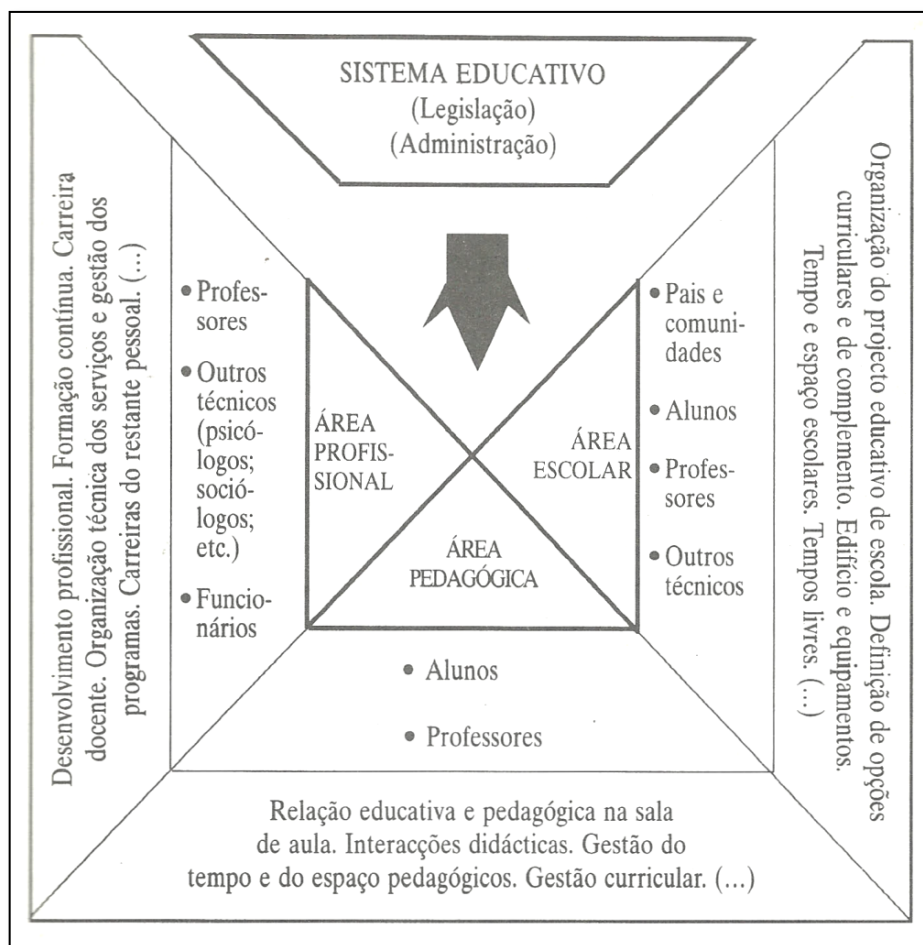 SISTEMA EDUCATIVO
(Legislação)
(Administração)
Desenvolvimento profissional. Formação contínua. Carreira
docente. Organização técnica dos serviços e gestão dos
programas. Carreiras do restante pessoal. (...)
• Profes-
sores
• Outros
técnicos
(psicó-
logos;
soció-
logos;
etc.)
• Funcio-
nários
ÁREA
PROFIS-
SIONAL
ÁREA
ESCOLAR
ÁREA
PEDAGÓGICA
• Pais e
comuni-
dades
• Alunos
• Profes-
sores
• Outros
técnicos
Organização do projecto educativo de escola. Definição de opções
curriculares e de complemento. Edifício e equipamentos.
Tempo e espaço escolares. Tempos livres. (...)
• Alunos
• Professores
Relação educativa e pedagógica na sala
de aula. Interacções didácticas. Gestão do
tempo e do espaço pedagógicos. Gestão curricular. (...)